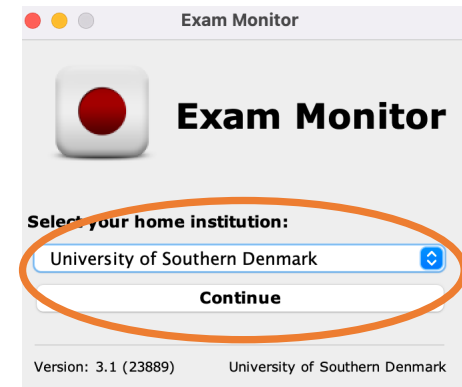 Exam Monitor
Exam Monitor
Select your home institution:
University of Southern Denmark
Continue
Version: 3.1 (23889) University of Southern Denmark